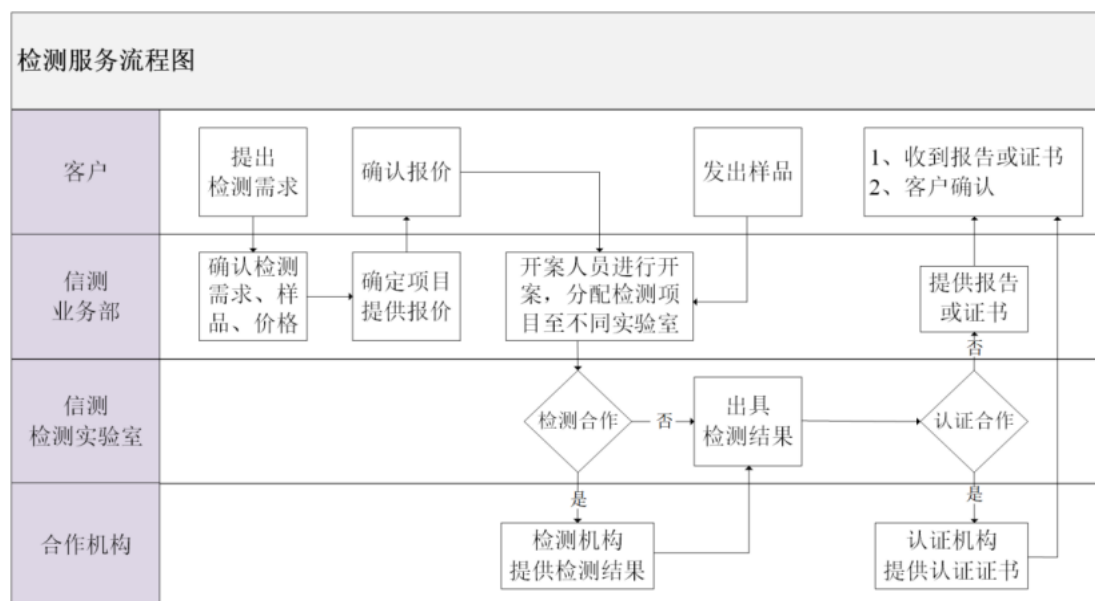 检测服务流程图
客户
提出
检测需求
确认报价
发出样品
1、收到报告或证书
2、客户确认
信测
业务部
确认检测
需求、样
品、价格
确定项目
提供报价
开案人员进行开
案，分配检测项
目至不同实验室
提供报告
或证书
否
信测
检测实验室
检测合作
否
出具
检测结果
认证合作
是
是
合作机构
检测机构
提供检测结果
认证机构
提供认证证书